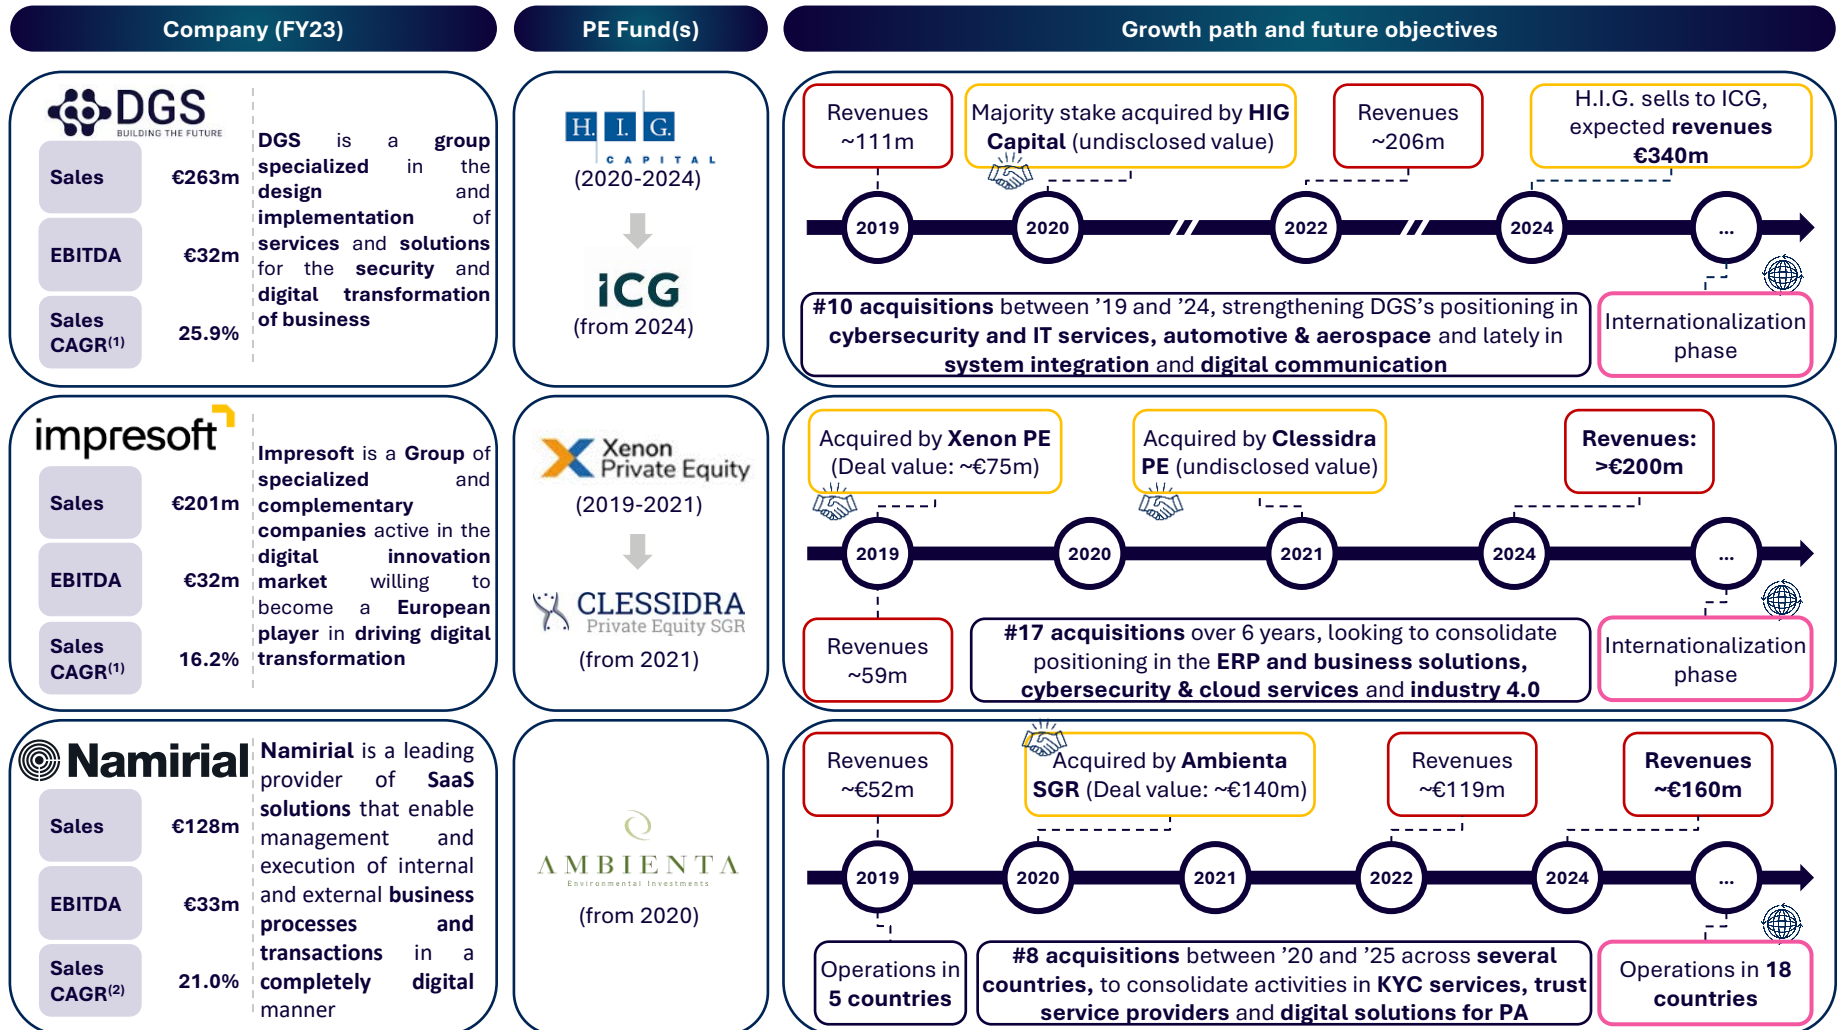 Company (FY23)
PE Fund(s)
Growth path and future objectives
DGS
BUILDING THE FUTURE
Sales
€263m
EBITDA
€32m
Sales
CAGR(1)
25.9%
DGS is a group
specialized in the
design and
implementation of
services and solutions
for the security and
digital transformation
of business
H. I. G.
CAPITAL
(2020-2024)
ICG
(from 2024)
Revenues
~111m
Majority stake acquired by HIG
Capital (undisclosed value)
Revenues
~206m
H.I.G. sells to ICG,
expected revenues
€340m
2019
2020
2022
2024
...
#10 acquisitions between ’19 and ’24, strengthening DGS’s positioning in
cybersecurity and IT services, automotive & aerospace and lately in
system integration and digital communication
Internationalization
phase
impresoft
Sales
€201m
EBITDA
€32m
Sales
CAGR(1)
16.2%
Impresoft is a Group of
specialized and
complementary
companies active in the
digital innovation
market willing to
become a European
player in driving digital
transformation
Xenon
Private Equity
(2019-2021)
CLESSIDRA
Private Equity SGR
(from 2021)
Acquired by Xenon PE
(Deal value: ~€75m)
Acquired by Clessidra
PE (undisclosed value)
Revenues:
>€200m
2019
2020
2021
2024
...
Revenues
~59m
#17 acquisitions over 6 years, looking to consolidate
positioning in the ERP and business solutions,
cybersecurity & cloud services and industry 4.0
Internationalization
phase
Namirial
Sales
€128m
EBITDA
€33m
Sales
CAGR(2)
21.0%
Namirial is a leading
provider of SaaS
solutions that enable
management and
execution of internal
and external business
processes and
transactions in a
completely digital
manner
AMBIENTA
Environmental Investments
(from 2020)
Revenues
~€52m
Acquired by Ambienta
SGR (Deal value: ~€140m)
Revenues
~€119m
Revenues
~€160m
2019
2020
2021
2022
2024
...
Operations in
5 countries
#8 acquisitions between ’20 and ’25 across several
countries, to consolidate activities in KYC services, trust
service providers and digital solutions for PA
Operations in 18
countries